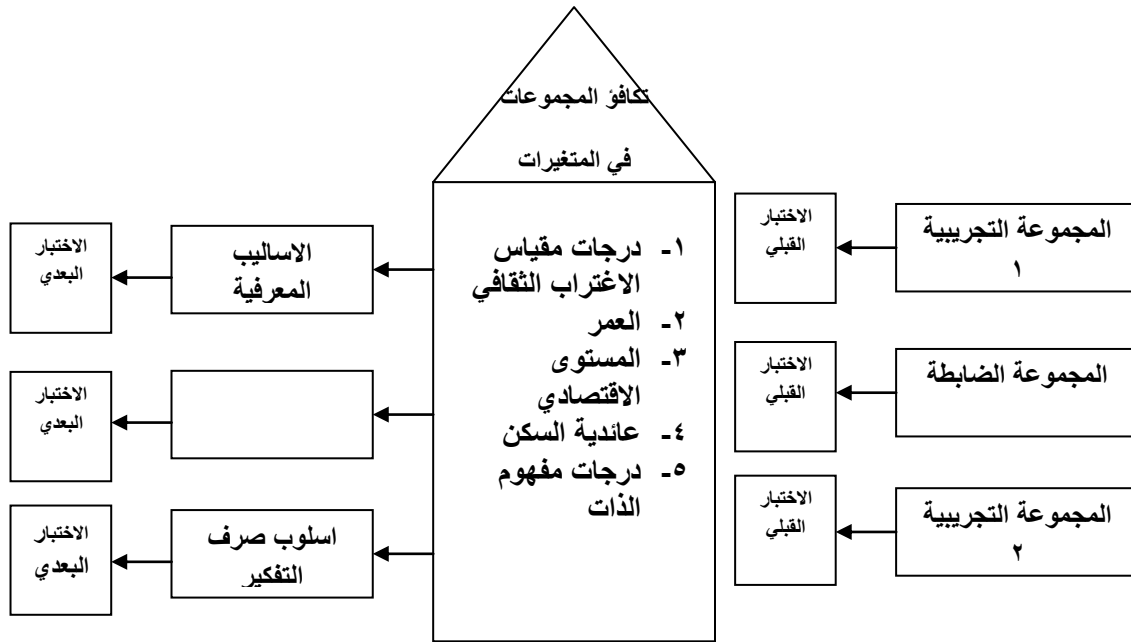 تكافؤ المجموعات
في المتغيرات
المجموعة التجريبية
١
الاختبار
القبلي
١- درجات مقياس
الاغتراب الثقافي
٢- العمر
٣- المستوى
الاقتصادي
٤- عائدية السكن
٥- درجات مفهوم
الذات
الاساليب
المعرفية
الاختبار
البعدي
المجموعة الضابطة
الاختبار
القبلي
الاختبار
البعدي
المجموعة التجريبية
٢
الاختبار
القبلي
اسلوب صرف
التفكير
الاختبار
البعدي